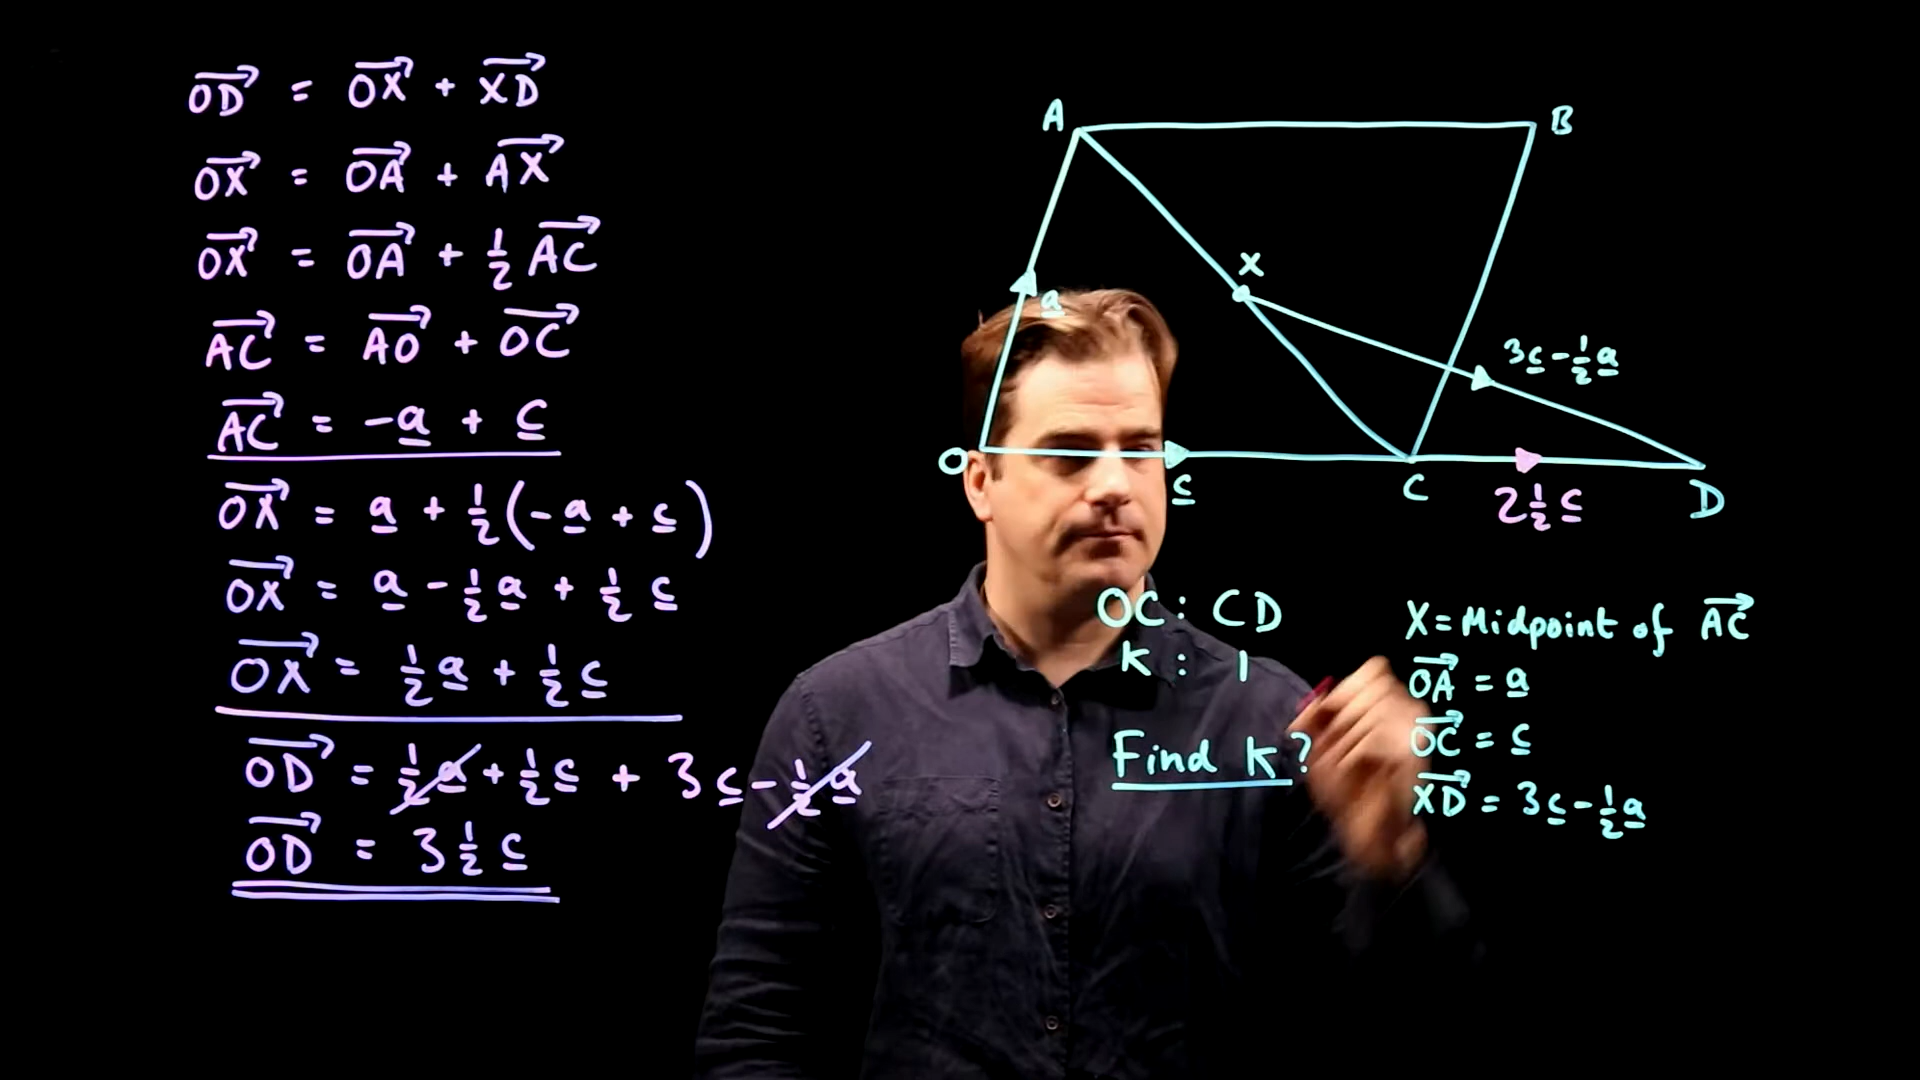 OD = OX + XD
OX = OA + AX
OX = OA + ½ AC
AC = AO + OC
AC = -a + c
OX = a + ½(-a + c)
OX = a - ½a + ½c
OX = ½a + ½c
OD = ½a + ½c + 3c - ½a
OD = 3½c
A
B
X
a
3c - ½a
O
c
C
2½c
D
OC : CD
K : 1
Find K?
X = Midpoint of AC
OA = a
OC = c
XD = 3c - ½a